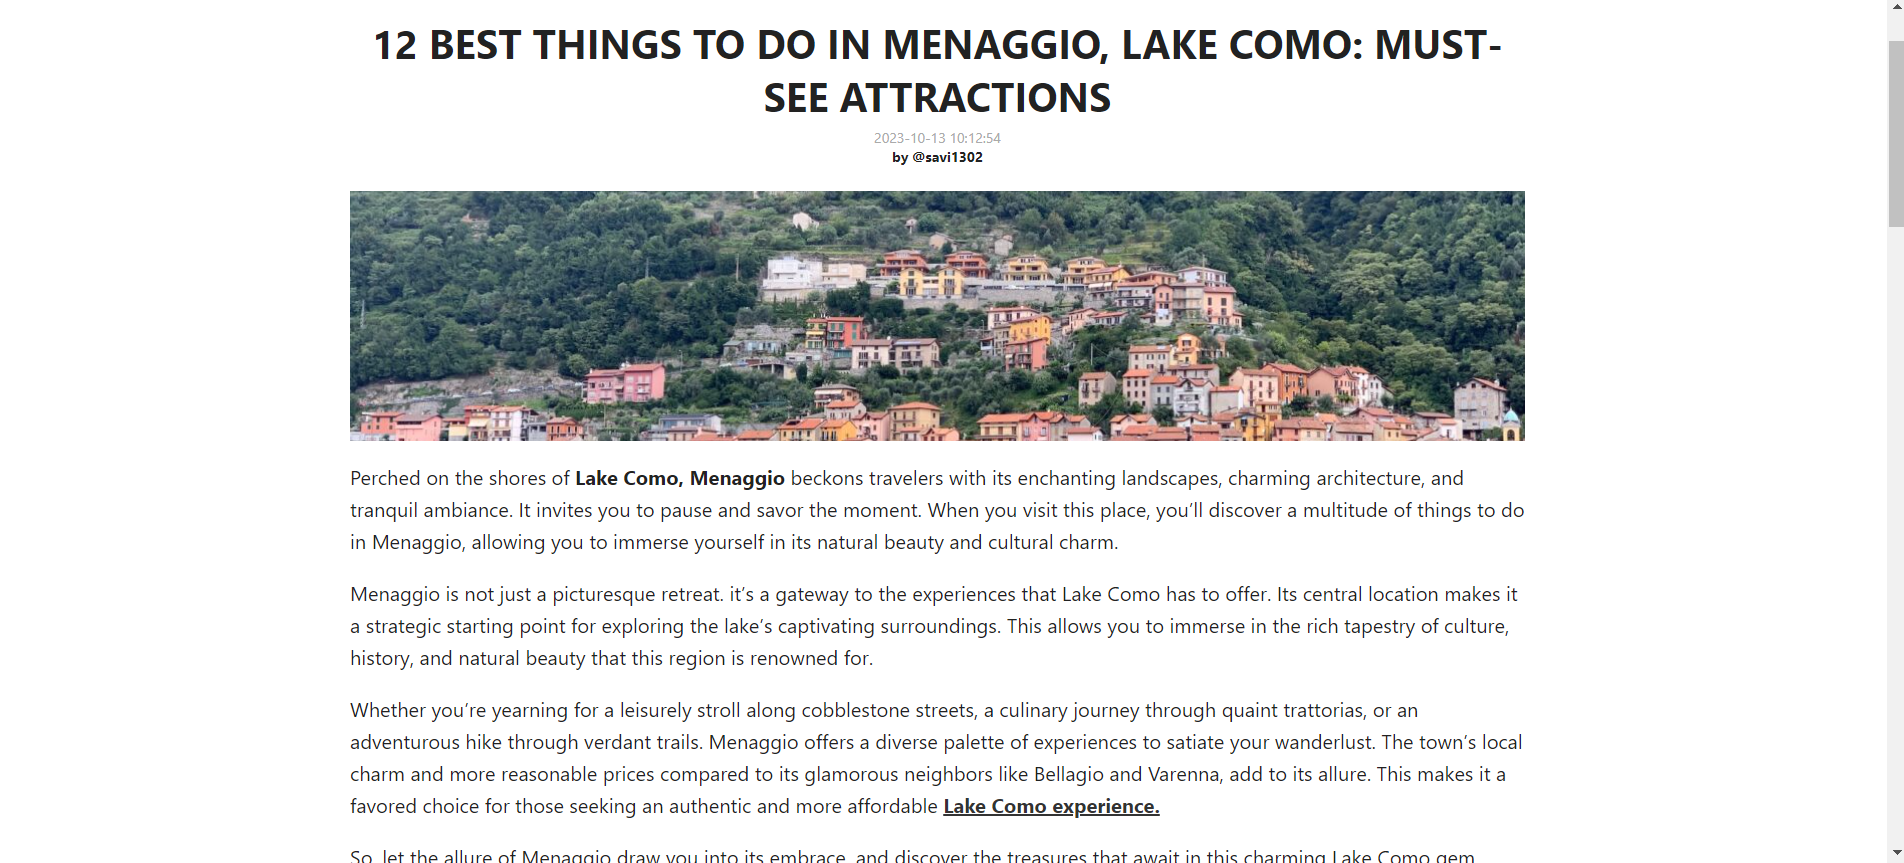 12 BEST THINGS TO DO IN MENAGGIO, LAKE COMO: MUST-
SEE ATTRACTIONS
2023-10-13 10:12:54
by @savi1302
Perched on the shores of Lake Como, Menaggio beckons travelers with its enchanting landscapes, charming architecture, and
tranquil ambiance. It invites you to pause and savor the moment. When you visit this place, you’ll discover a multitude of things to do
in Menaggio, allowing you to immerse yourself in its natural beauty and cultural charm.
Menaggio is not just a picturesque retreat. it’s a gateway to the experiences that Lake Como has to offer. Its central location makes it
a strategic starting point for exploring the lake’s captivating surroundings. This allows you to immerse in the rich tapestry of culture,
history, and natural beauty that this region is renowned for.
Whether you’re yearning for a leisurely stroll along cobblestone streets, a culinary journey through quaint trattorias, or an
adventurous hike through verdant trails. Menaggio offers a diverse palette of experiences to satiate your wanderlust. The town’s local
charm and more reasonable prices compared to its glamorous neighbors like Bellagio and Varenna, add to its allure. This makes it a
favored choice for those seeking an authentic and more affordable Lake Como experience.
So, let the allure of Menaggio draw you into its embrace, and discover the treasures that await in this charming Lake Como gem